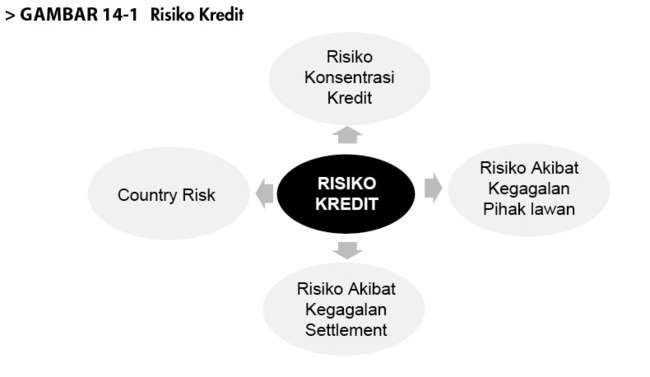 > GAMBAR 14-1 Risiko Kredit
Risiko
Konsentrasi
Kredit
Country Risk
RISIKO
KREDIT
Risiko Akibat
Kegagalan
Pihak lawan
Risiko Akibat
Kegagalan
Settlement